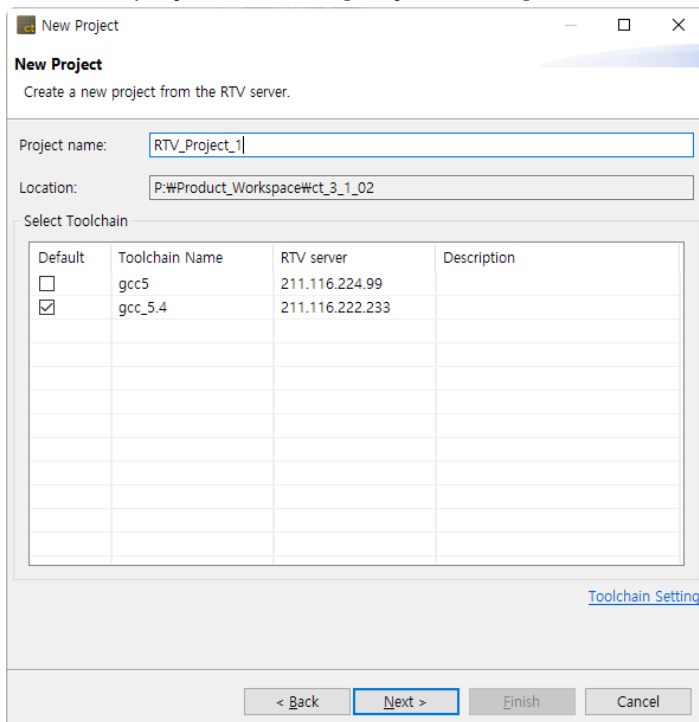 ct New Project
New Project
Create a new project from the RTV server.
Project name: RTV_Project_1
Location: P:₩Product_Workspace₩ct_3_1_02
Select Toolchain
Default Toolchain Name RTV server Description
gcc5 211.116.224.99
gcc_5.4 211.116.222.233
Toolchain Setting
< Back Next > Finish Cancel